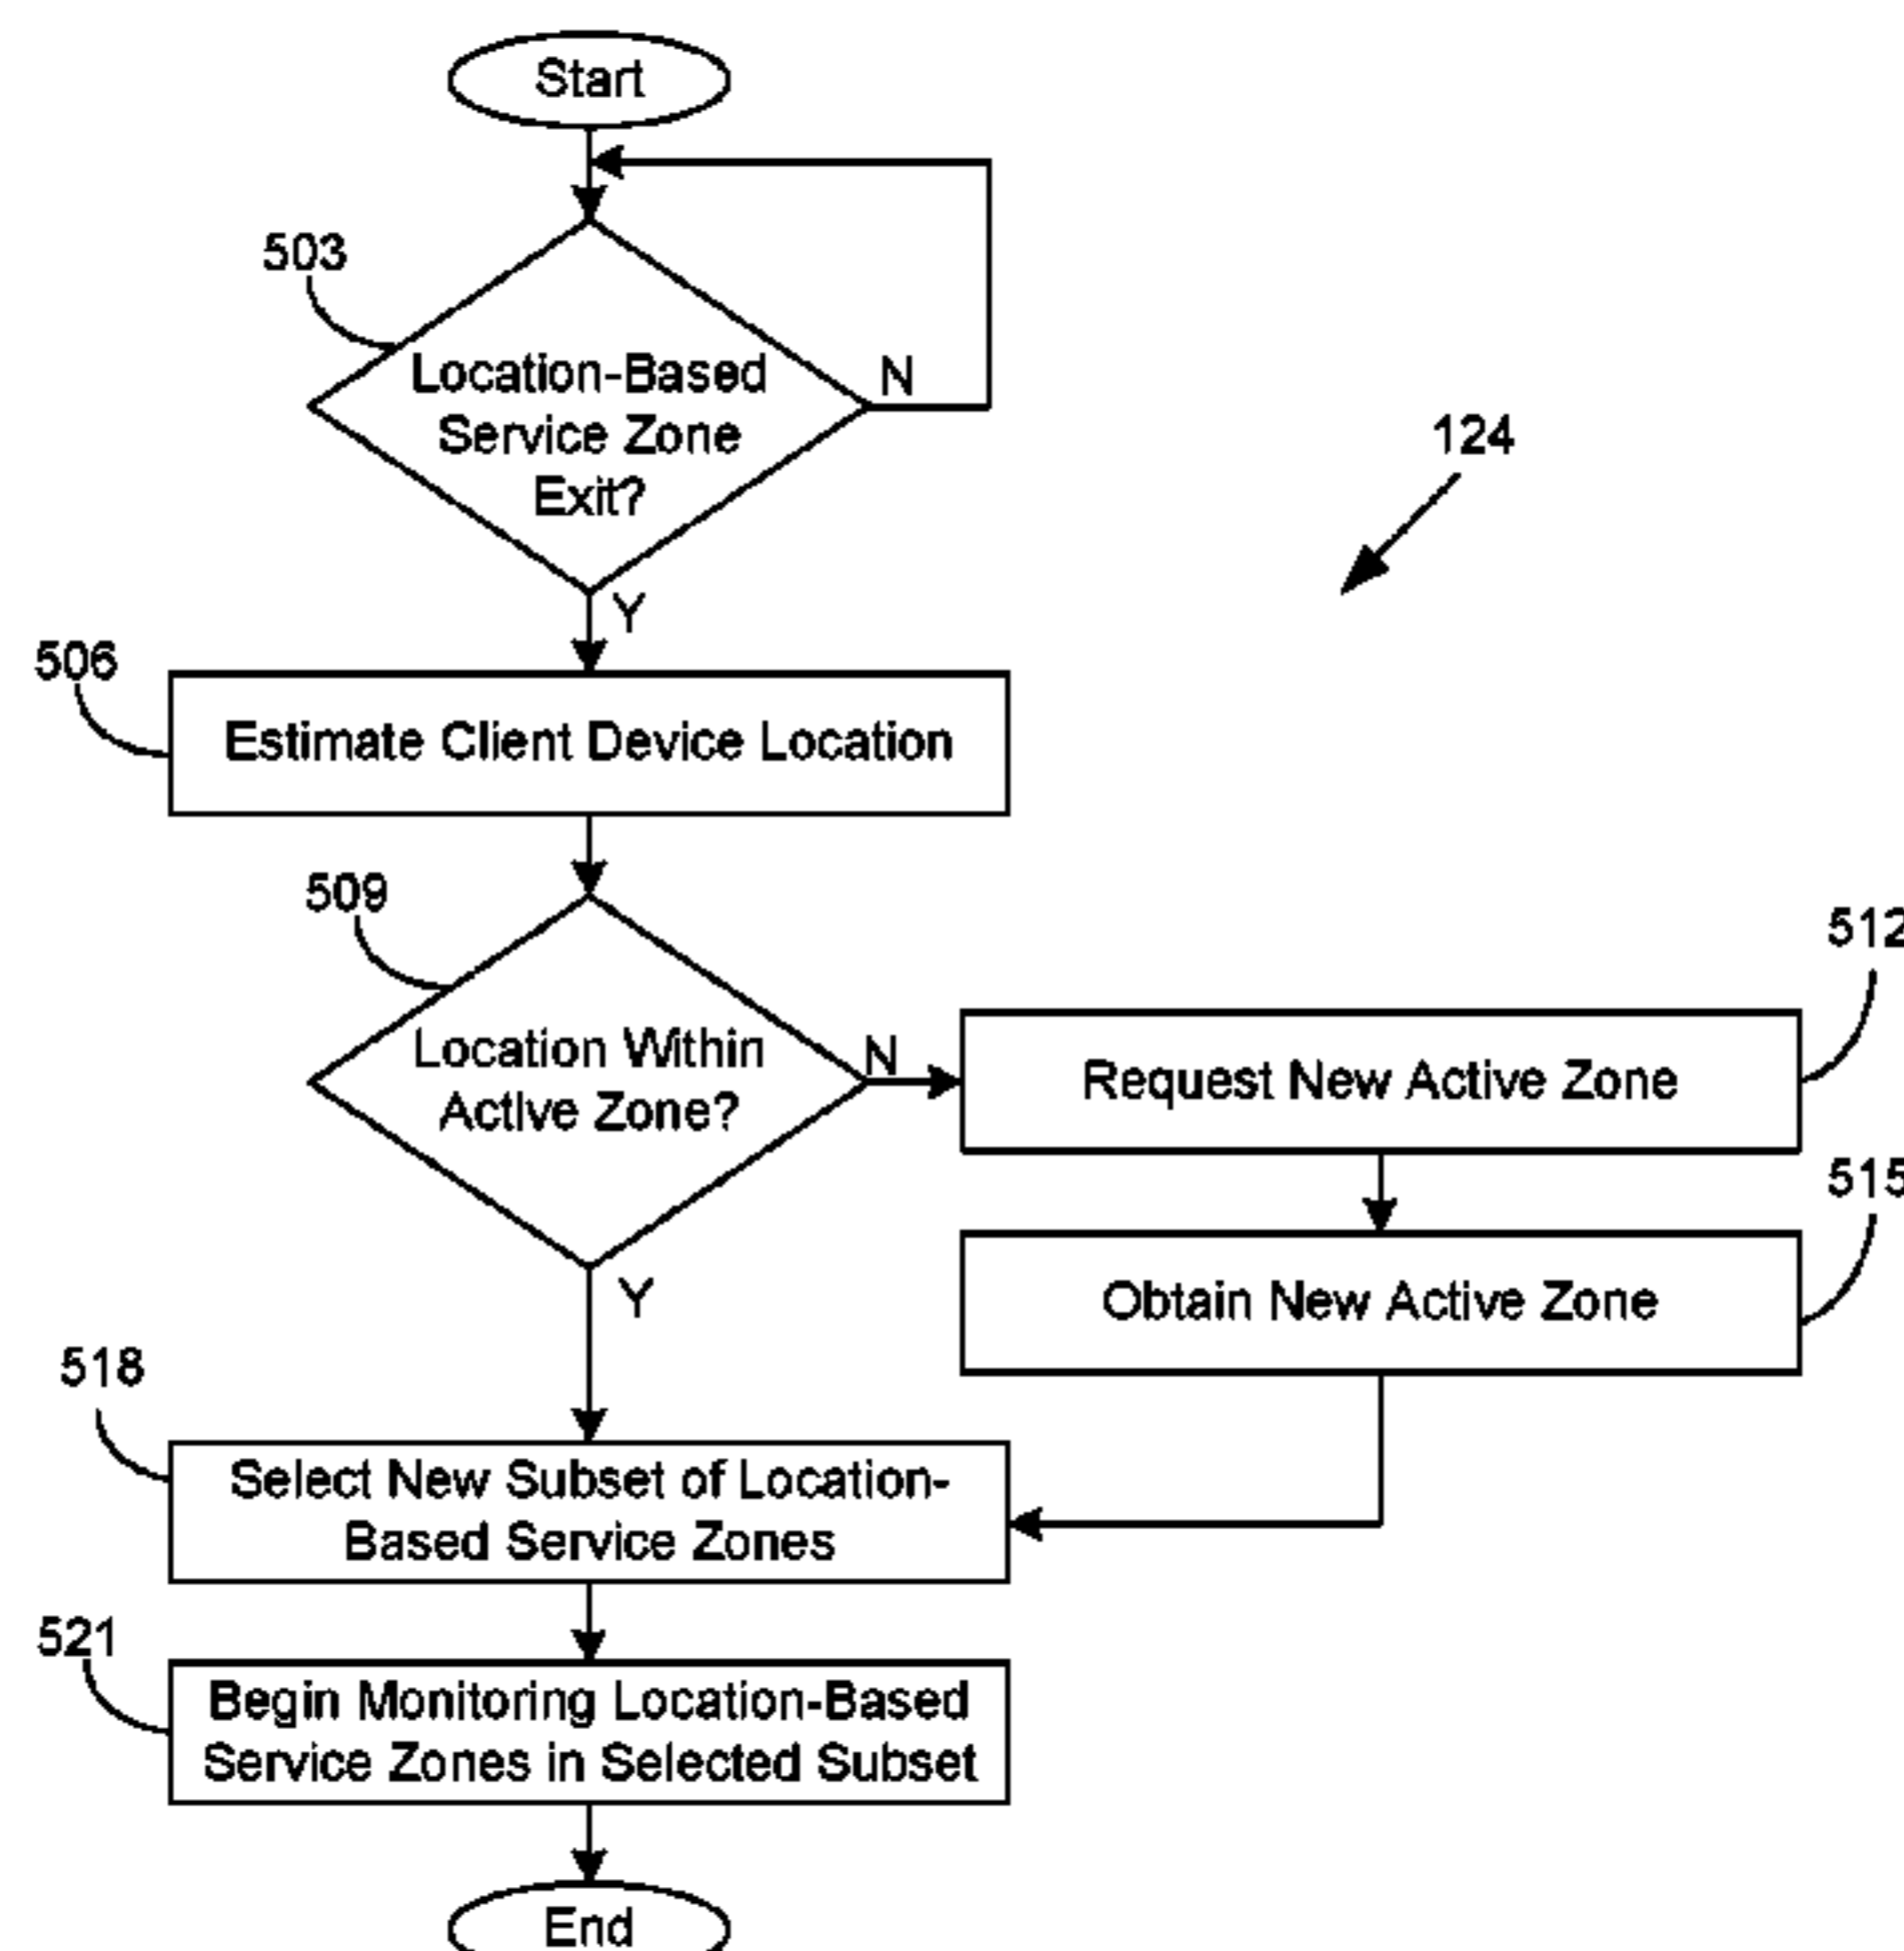 Start
503
Location-Based
Service Zone
Exit?
N
124
Y
506
Estimate Client Device Location
509
Location Within
Active Zone?
N
512
Request New Active Zone
515
Obtain New Active Zone
Y
518
Select New Subset of Location-
Based Service Zones
521
Begin Monitoring Location-Based
Service Zones in Selected Subset
End